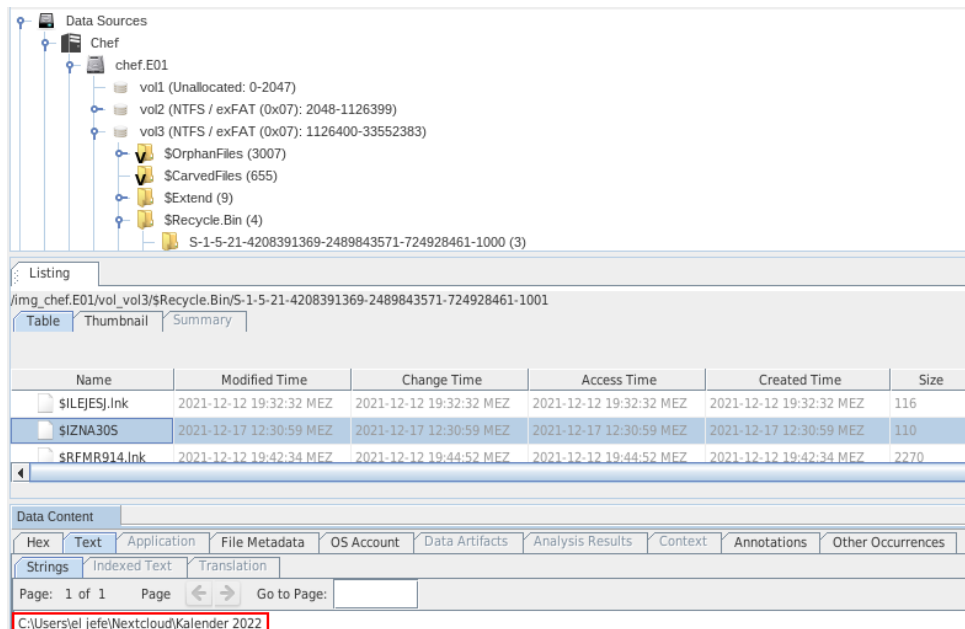 Data Sources
Chef
chef.E01
vol1 (Unallocated: 0-2047)
vol2 (NTFS / exFAT (0x07): 2048-1126399)
vol3 (NTFS / exFAT (0x07): 1126400-33552383)
$OrphanFiles (3007)
$CarvedFiles (655)
$Extend (9)
$Recycle.Bin (4)
S-1-5-21-4208391369-2489843571-724928461-1000 (3)
Listing
/img_chef.E01/vol_vol3/$Recycle.Bin/S-1-5-21-4208391369-2489843571-724928461-1001
Table Thumbnail Summary
Name Modified Time Change Time Access Time Created Time Size
$ILEJESJ.lnk 2021-12-12 19:32:32 MEZ 2021-12-12 19:32:32 MEZ 2021-12-12 19:32:32 MEZ 2021-12-12 19:32:32 MEZ 116
$IZNA30S 2021-12-17 12:30:59 MEZ 2021-12-17 12:30:59 MEZ 2021-12-17 12:30:59 MEZ 2021-12-17 12:30:59 MEZ 110
$RFMR914.lnk 2021-12-12 19:42:34 MEZ 2021-12-12 19:44:52 MEZ 2021-12-12 19:44:52 MEZ 2021-12-12 19:42:34 MEZ 2270
Data Content
Hex Text Application File Metadata OS Account Data Artifacts Analysis Results Context Annotations Other Occurrences
Strings Indexed Text Translation
Page: 1 of 1 Page Go to Page:
C:\Users\el jefe\Nextcloud\Kalender 2022